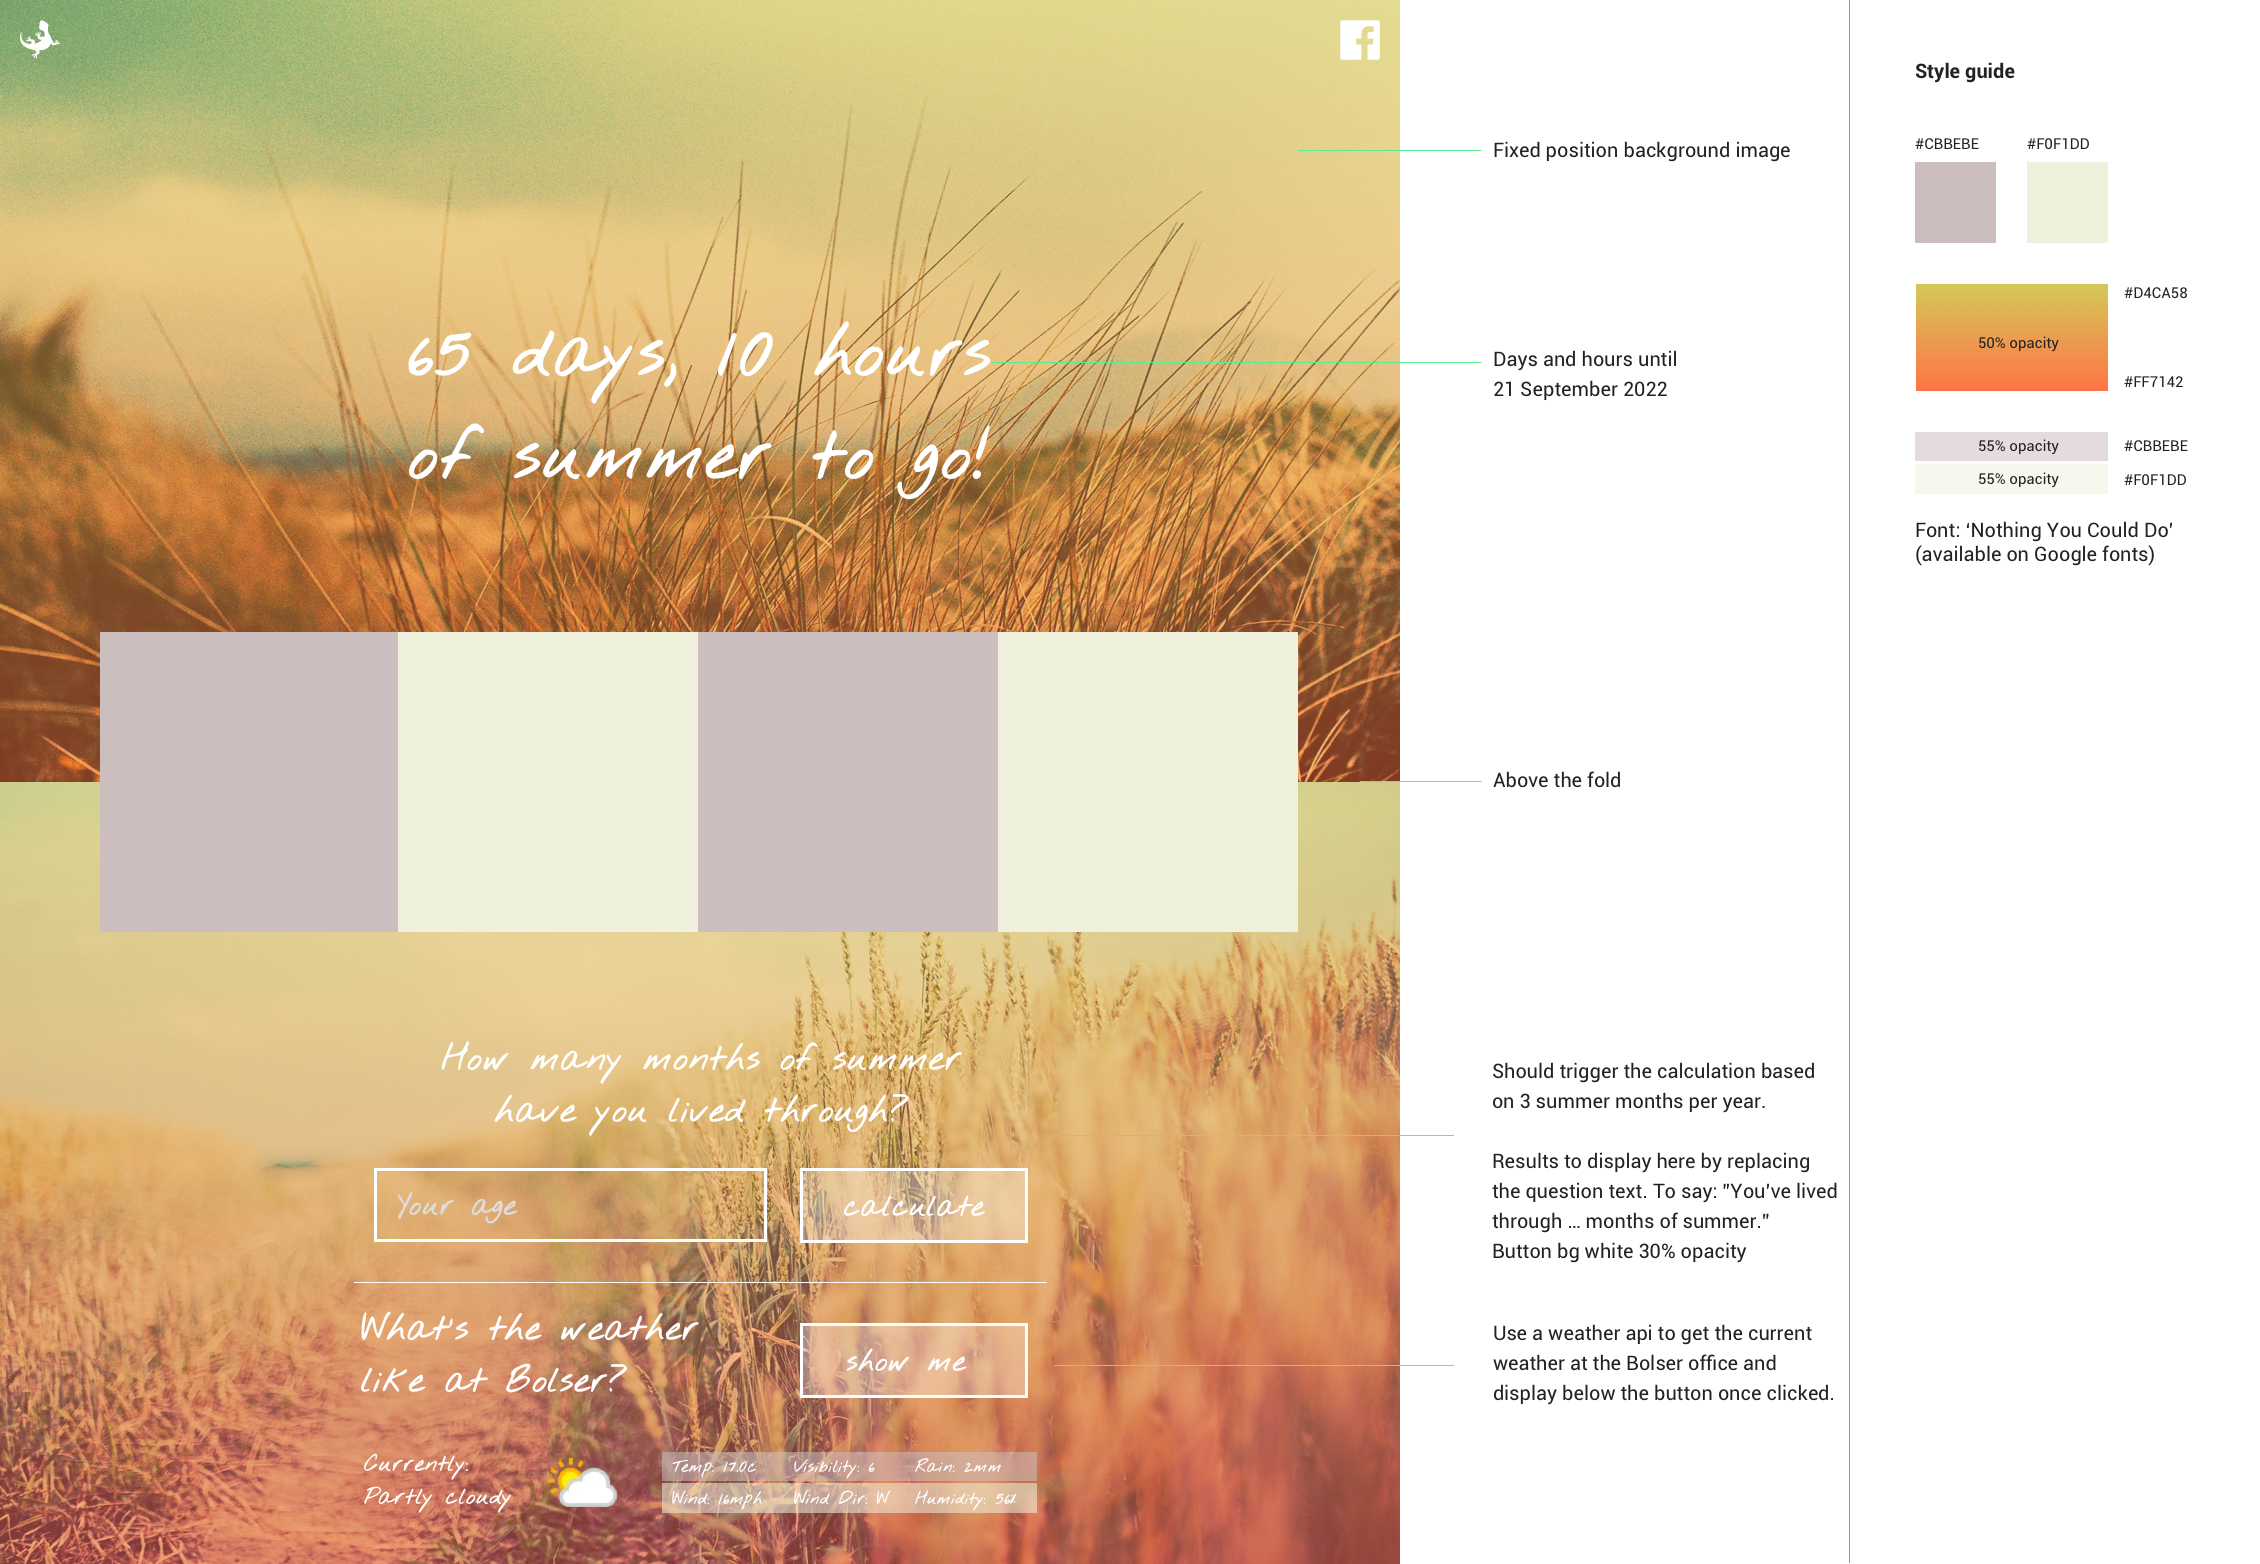 65 days, 10 hours
of summer to go!
How many months of summer
have you lived through?
Your age
calculate
What's the weather
like at Bolser?
show me
Currently:
Partly cloudy
Temp: 17.0c
Visibility: 6
Rain: 2mm
Wind: 16mph
Wind Dir: W
Humidity: 56%
Fixed position background image
Days and hours until
21 September 2022
Above the fold
Should trigger the calculation based
on 3 summer months per year.
Results to display here by replacing
the question text. To say: "You've lived
through ... months of summer."
Button bg white 30% opacity
Use a weather api to get the current
weather at the Bolser office and
display below the button once clicked.
Style guide
#CBBEBE
#F0F1DD
#D4CA58
50% opacity
#FF7142
55% opacity
#CBBEBE
55% opacity
#F0F1DD
Font: ‘Nothing You Could Do’
(available on Google fonts)